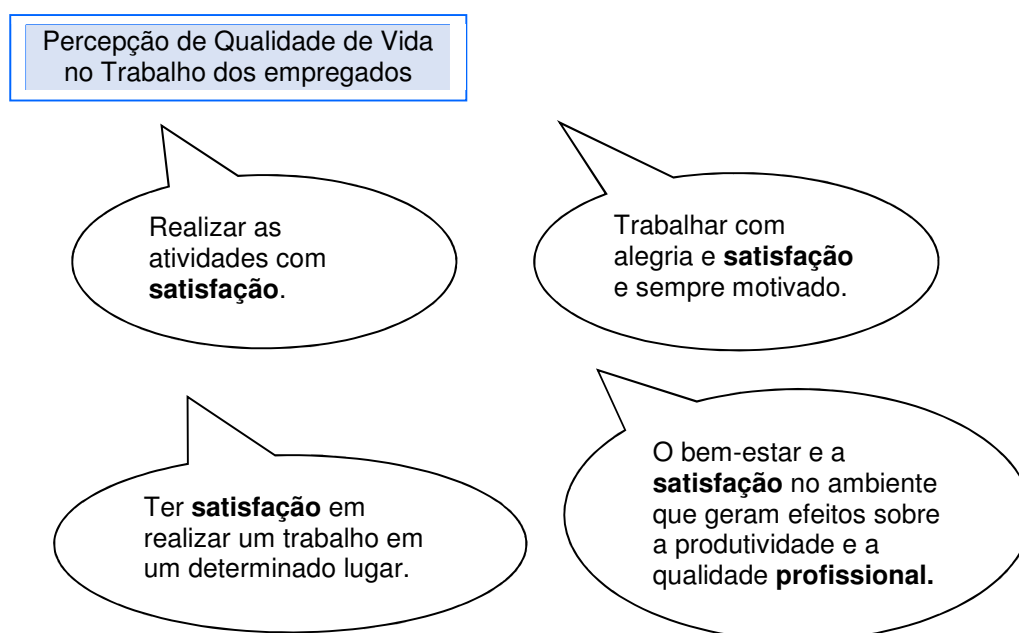 Percepção de Qualidade de Vida
no Trabalho dos empregados
Realizar as
atividades com
satisfação.
Trabalhar com
alegria e satisfação
e sempre motivado.
Ter satisfação em
realizar um trabalho em
um determinado lugar.
O bem-estar e a
satisfação no ambiente
que geram efeitos sobre
a produtividade e a
qualidade profissional.